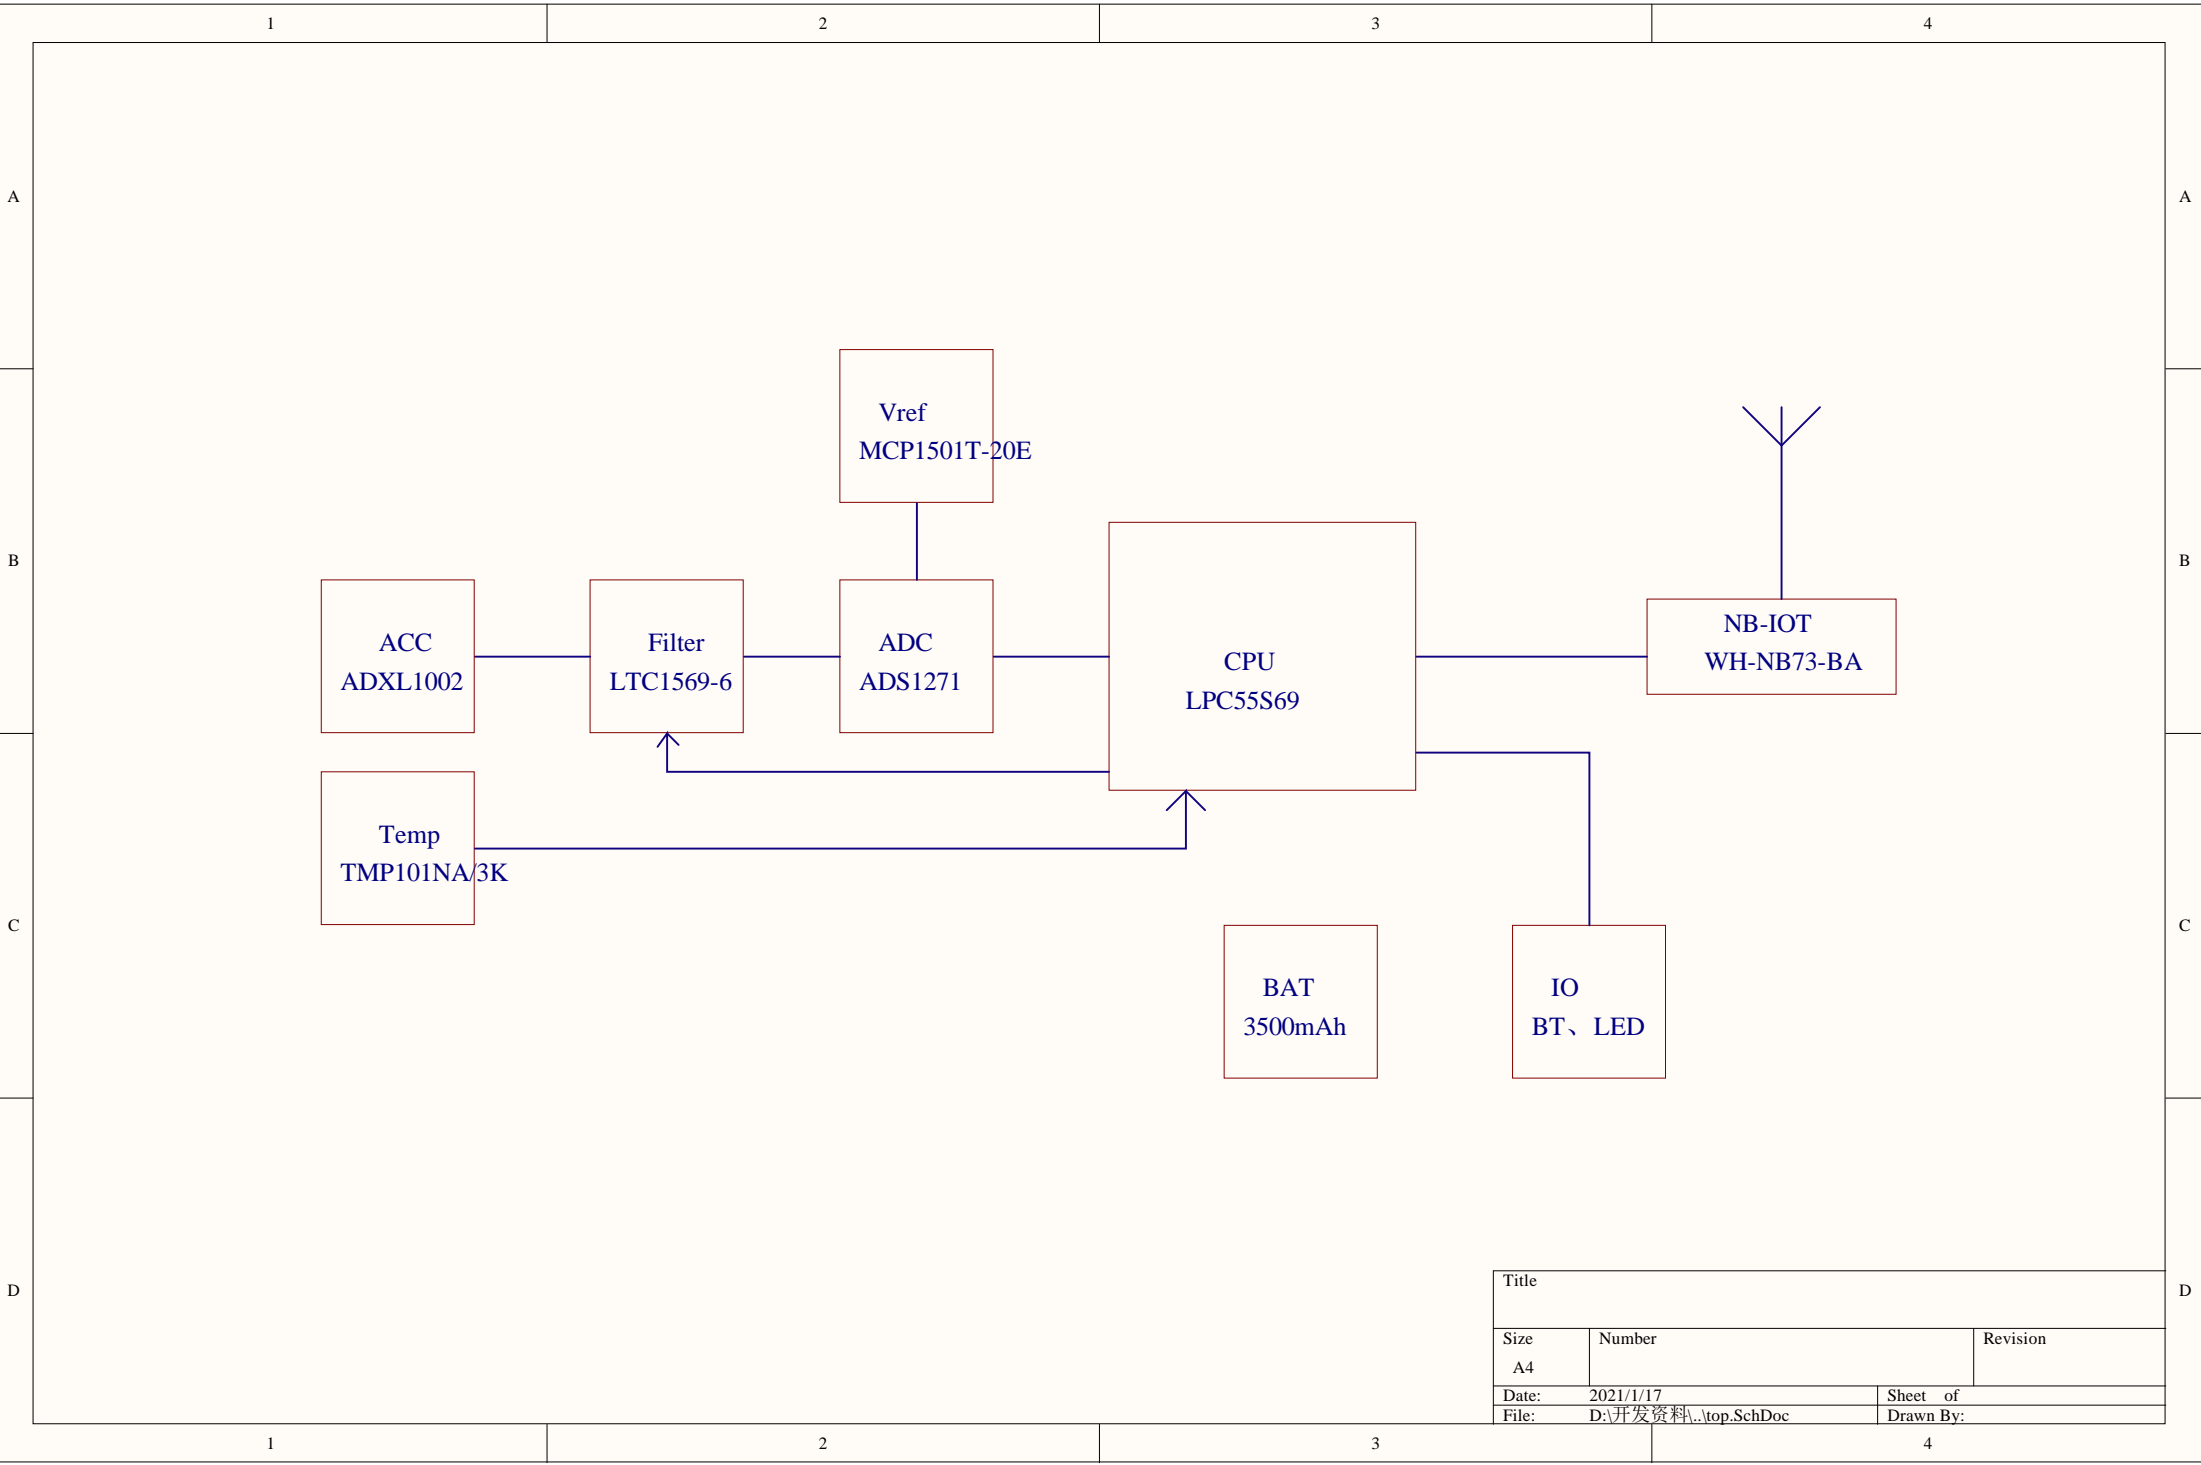 1 2 3 4
A A
Vref
MCP1501T-20E
B B
ACC
ADXL1002
Filter
LTC1569-6
ADC
ADS1271
CPU
LPC55S69
NB-IOT
WH-NB73-BA
Temp
TMP101NA/3K
C C
BAT
3500mAh
IO
BT、LED
D D
Title
Size Number Revision
A4
Date: 2021/1/17 Sheet of
File: D:\开发资料\..\top.SchDoc Drawn By:
1 2 3 4